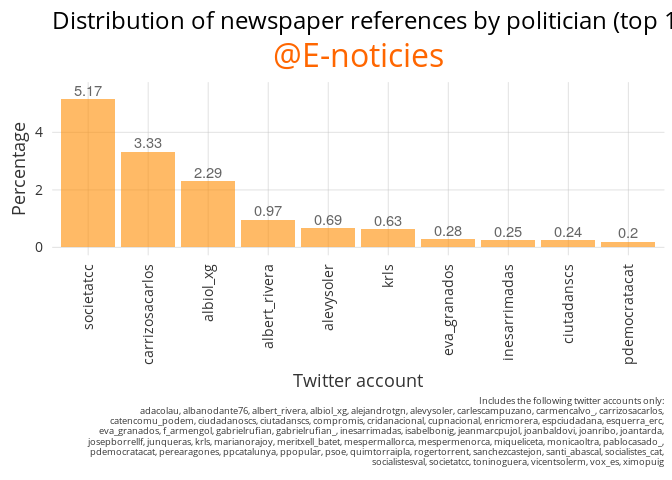 Distribution of newspaper references by politician (top 1
@E-noticies
Percentage
4
2
0
5.17
3.33
2.29
0.97
0.69
0.63
0.28
0.25
0.24
0.2
societatcc
carrizosacarlos
albiol_xg
albert_rivera
alevysoler
krls
eva_granados
inesarrimadas
ciutadanscs
pdemocratacat
Twitter account
Includes the following twitter accounts only:
adacolau, albanodante76, albert_rivera, albiol_xg, alejandrotgn, alevysoler, carlescampuzano, carmencalvo_, carrizosacarlos,
catencomu_podem, ciudadanoscs, ciutadanscs, compromis, cridanacional, cupnacional, enricmorera, espciudadana, esquerra_erc,
eva_granados, f_armengol, gabrielrufian, gabrielrufian_, inesarrimadas, isabelbonig, jeanmarcpujol, joanbaldovi, joanribo, joantarda,
josepborrellf, junqueras, krls, marianorajoy, meritxell_batet, mespermallorca, mespermenorca, miqueliceta, monicaoltra, pablocasado_,
pdemocratacat, perearagones, ppcatalunya, ppopular, psoe, quimtorraipla, rogertorrent, sanchezcastejon, santi_abascal, socialistes_cat,
socialistesval, societatcc, toninoguera, vicentsolerm, vox_es, ximopuig